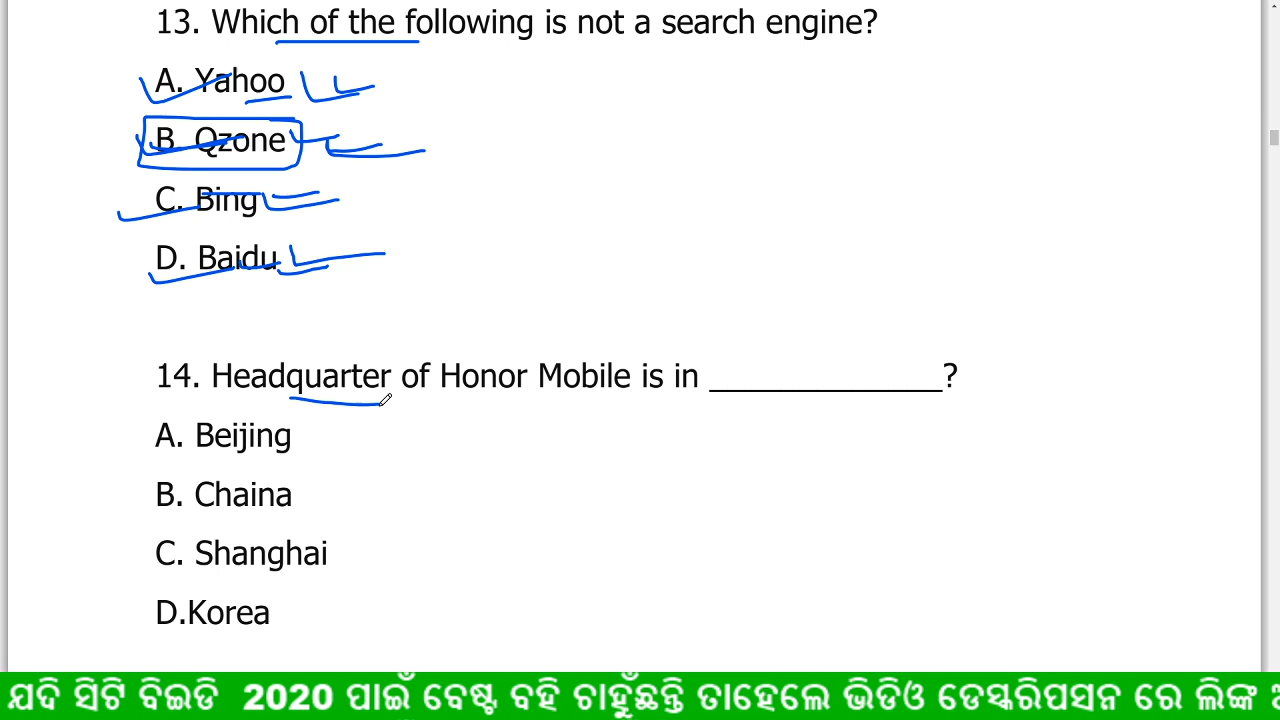 13. Which of the following is not a search engine?
A. Yahoo
B. Qzone
C. Bing
D. Baidu
14. Headquarter of Honor Mobile is in ______________?
A. Beijing
B. Chaina
C. Shanghai
D.Korea
ଯଦି ସିଟି ବିଇଡି 2020 ପାଇଁ ବେଷ୍ଟ ବହି ଚାହୁଁଛନ୍ତି ତାହେଲେ ଭିଡିଓ ଡେସ୍କରିପସନ ରେ ଲିଙ୍କ